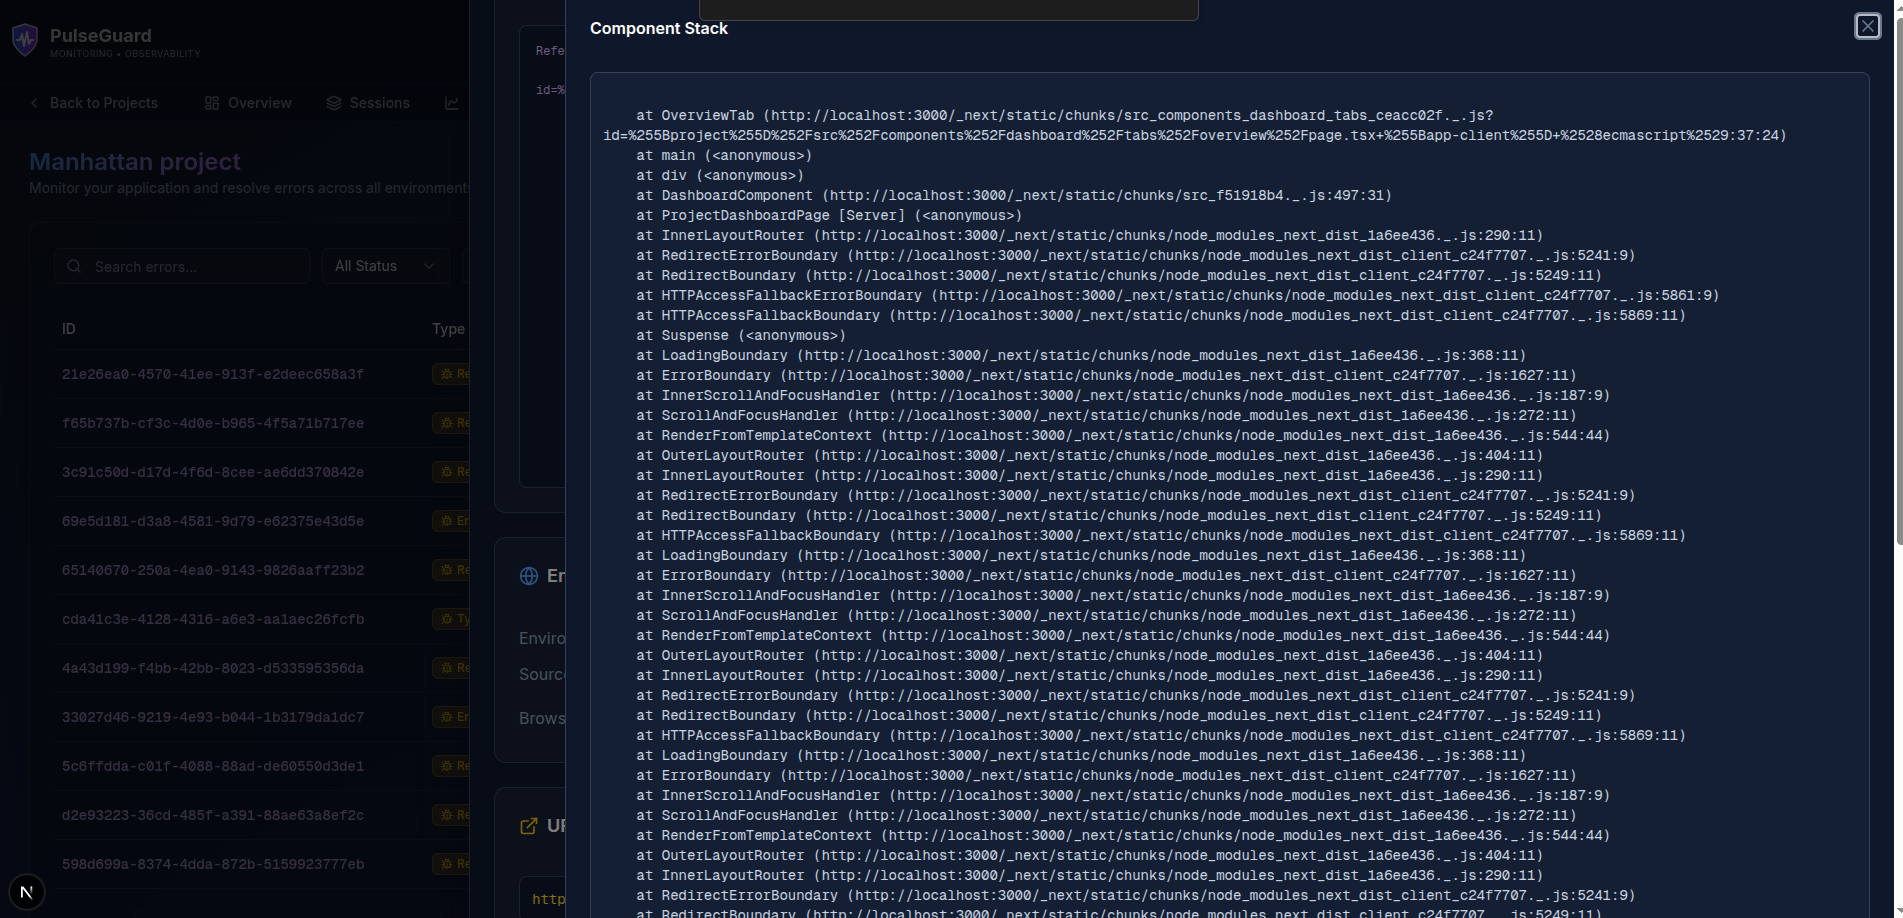 PulseGuard
MONITORING • OBSERVABILITY
Back to Projects
Overview
Sessions
Manhattan project
Monitor your application and resolve errors across all environment
Search errors...
All Status
ID
Type
21e26ea0-4570-41ee-913f-e2deec658a3f
Re
f65b737b-cf3c-4d0e-b965-4f5a71b717ee
Re
3c91c50d-d17d-4f6d-8cee-ae6dd370842e
Re
69e5d181-d3a8-4581-9d79-e62375e43d5e
Er
65140670-250a-4ea0-9143-9826aaff23b2
Re
cda41c3e-4128-4316-a6e3-aa1aec26fcfb
Ty
4a43d199-f4bb-42bb-8023-d533595356da
Re
33027d46-9219-4e93-b044-1b3179da1dc7
Er
5c6ffdda-c01f-4088-88ad-de60550d3de1
Re
d2e93223-36cd-485f-a391-88ae63a8ef2c
Re
598d699a-8374-4dda-872b-5159923777eb
Re
N
Refe
id=%
En
Enviro
Sourc
Brows
UR
http
Component Stack
at OverviewTab (http://localhost:3000/_next/static/chunks/src_components_dashboard_tabs_ceacc02f._.js?
id=%255Bproject%255D%252Fsrc%252Fcomponents%252Fdashboard%252Ftabs%252Foverview%252Fpage.tsx+%255Bapp-client%255D+%2528ecmascript%2529:37:24)
at main (<anonymous>)
at div (<anonymous>)
at DashboardComponent (http://localhost:3000/_next/static/chunks/src_f51918b4._.js:497:31)
at ProjectDashboardPage [Server] (<anonymous>)
at InnerLayoutRouter (http://localhost:3000/_next/static/chunks/node_modules_next_dist_1a6ee436._.js:290:11)
at RedirectErrorBoundary (http://localhost:3000/_next/static/chunks/node_modules_next_dist_client_c24f7707._.js:5241:9)
at RedirectBoundary (http://localhost:3000/_next/static/chunks/node_modules_next_dist_client_c24f7707._.js:5249:11)
at HTTPAccessFallbackErrorBoundary (http://localhost:3000/_next/static/chunks/node_modules_next_dist_client_c24f7707._.js:5861:9)
at HTTPAccessFallbackBoundary (http://localhost:3000/_next/static/chunks/node_modules_next_dist_client_c24f7707._.js:5869:11)
at Suspense (<anonymous>)
at LoadingBoundary (http://localhost:3000/_next/static/chunks/node_modules_next_dist_1a6ee436._.js:368:11)
at ErrorBoundary (http://localhost:3000/_next/static/chunks/node_modules_next_dist_client_c24f7707._.js:1627:11)
at InnerScrollAndFocusHandler (http://localhost:3000/_next/static/chunks/node_modules_next_dist_1a6ee436._.js:187:9)
at ScrollAndFocusHandler (http://localhost:3000/_next/static/chunks/node_modules_next_dist_1a6ee436._.js:272:11)
at RenderFromTemplateContext (http://localhost:3000/_next/static/chunks/node_modules_next_dist_1a6ee436._.js:544:44)
at OuterLayoutRouter (http://localhost:3000/_next/static/chunks/node_modules_next_dist_1a6ee436._.js:404:11)
at InnerLayoutRouter (http://localhost:3000/_next/static/chunks/node_modules_next_dist_1a6ee436._.js:290:11)
at RedirectErrorBoundary (http://localhost:3000/_next/static/chunks/node_modules_next_dist_client_c24f7707._.js:5241:9)
at RedirectBoundary (http://localhost:3000/_next/static/chunks/node_modules_next_dist_client_c24f7707._.js:5249:11)
at HTTPAccessFallbackBoundary (http://localhost:3000/_next/static/chunks/node_modules_next_dist_client_c24f7707._.js:5869:11)
at LoadingBoundary (http://localhost:3000/_next/static/chunks/node_modules_next_dist_1a6ee436._.js:368:11)
at ErrorBoundary (http://localhost:3000/_next/static/chunks/node_modules_next_dist_client_c24f7707._.js:1627:11)
at InnerScrollAndFocusHandler (http://localhost:3000/_next/static/chunks/node_modules_next_dist_1a6ee436._.js:187:9)
at ScrollAndFocusHandler (http://localhost:3000/_next/static/chunks/node_modules_next_dist_1a6ee436._.js:272:11)
at RenderFromTemplateContext (http://localhost:3000/_next/static/chunks/node_modules_next_dist_1a6ee436._.js:544:44)
at OuterLayoutRouter (http://localhost:3000/_next/static/chunks/node_modules_next_dist_1a6ee436._.js:404:11)
at InnerLayoutRouter (http://localhost:3000/_next/static/chunks/node_modules_next_dist_1a6ee436._.js:290:11)
at RedirectErrorBoundary (http://localhost:3000/_next/static/chunks/node_modules_next_dist_client_c24f7707._.js:5241:9)
at RedirectBoundary (http://localhost:3000/_next/static/chunks/node_modules_next_dist_client_c24f7707._.js:5249:11)
at HTTPAccessFallbackBoundary (http://localhost:3000/_next/static/chunks/node_modules_next_dist_client_c24f7707._.js:5869:11)
at LoadingBoundary (http://localhost:3000/_next/static/chunks/node_modules_next_dist_1a6ee436._.js:368:11)
at ErrorBoundary (http://localhost:3000/_next/static/chunks/node_modules_next_dist_client_c24f7707._.js:1627:11)
at InnerScrollAndFocusHandler (http://localhost:3000/_next/static/chunks/node_modules_next_dist_1a6ee436._.js:187:9)
at ScrollAndFocusHandler (http://localhost:3000/_next/static/chunks/node_modules_next_dist_1a6ee436._.js:272:11)
at RenderFromTemplateContext (http://localhost:3000/_next/static/chunks/node_modules_next_dist_1a6ee436._.js:544:44)
at OuterLayoutRouter (http://localhost:3000/_next/static/chunks/node_modules_next_dist_1a6ee436._.js:404:11)
at InnerLayoutRouter (http://localhost:3000/_next/static/chunks/node_modules_next_dist_1a6ee436._.js:290:11)
at RedirectErrorBoundary (http://localhost:3000/_next/static/chunks/node_modules_next_dist_client_c24f7707._.js:5241:9)
at RedirectBoundary (http://localhost:3000/_next/static/chunks/node_modules_next_dist_client_c24f7707._.js:5249:11)